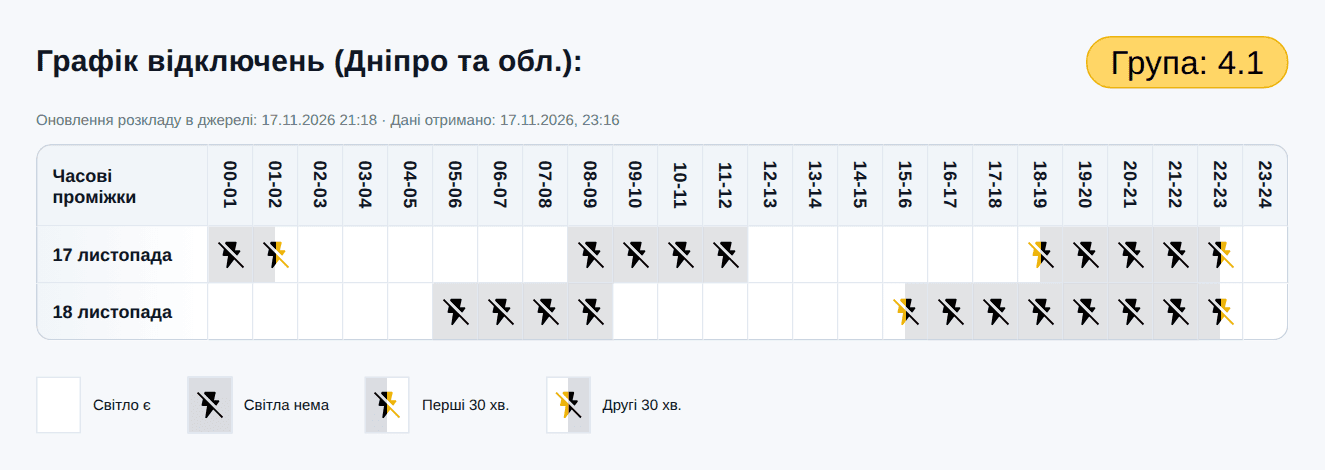 Графік відключень (Дніпро та обл.):
Група: 4.1
Оновлення розкладу в джерелі: 17.11.2026 21:18 · Дані отримано: 17.11.2026, 23:16
Часові
проміжки
00-01
01-02
02-03
03-04
04-05
05-06
06-07
07-08
08-09
09-10
10-11
11-12
12-13
13-14
14-15
15-16
16-17
17-18
18-19
19-20
20-21
21-22
22-23
23-24
17 листопада
18 листопада
Світло є
Світла нема
Перші 30 хв.
Другі 30 хв.